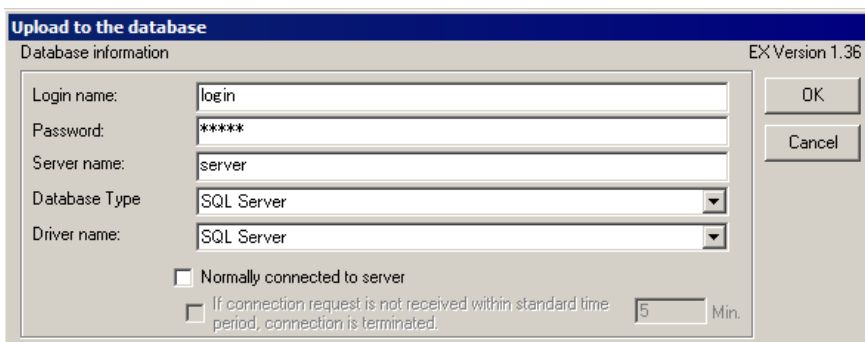 Upload to the database
Database information
EX Version 1.36
Login name:
login
OK
Password:
*****
Cancel
Server name:
server
Database Type
SQL Server
Driver name:
SQL Server
Normally connected to server
If connection request is not received within standard time
period, connection is terminated.
5
Min.